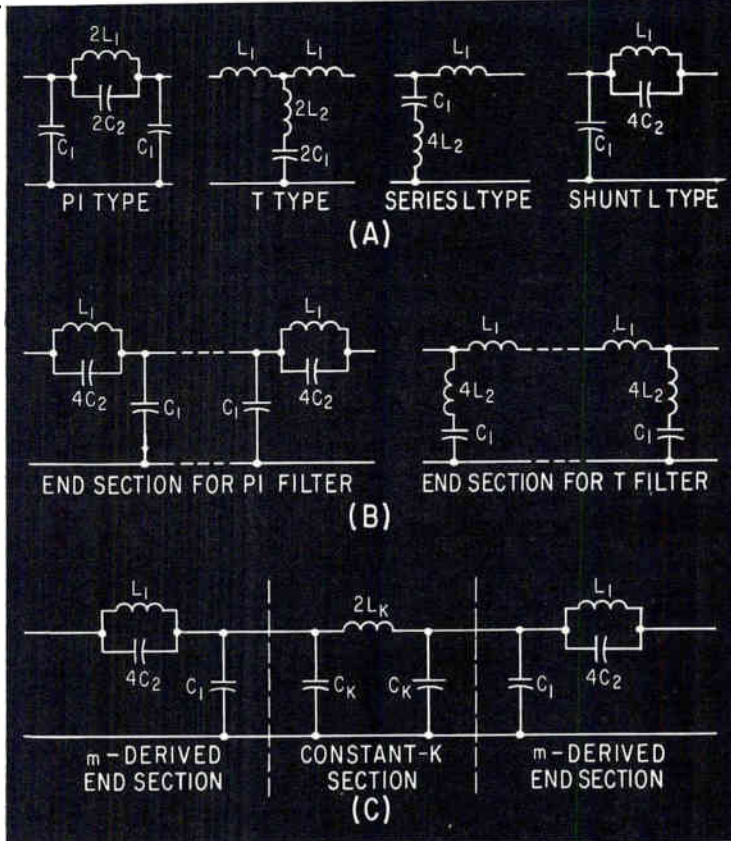 2L₁
L₁ L₁
L₁
L₁
C₁ 2C₂ C₁
2L₂
2C₁
C₁
4L₂
C₁ 4C₂
PI TYPE T TYPE SERIES L TYPE SHUNT L TYPE
(A)
L₁ L₁ L₁ L₁
4C₂ C₁ C₁ 4C₂
4L₂ 4L₂
C₁ C₁
END SECTION FOR PI FILTER END SECTION FOR T FILTER
(B)
L₁ 2Lₖ L₁
4C₂ C₁ Cₖ Cₖ C₁ 4C₂
m-DERIVED END SECTION
CONSTANT-K SECTION
m-DERIVED END SECTION
(C)